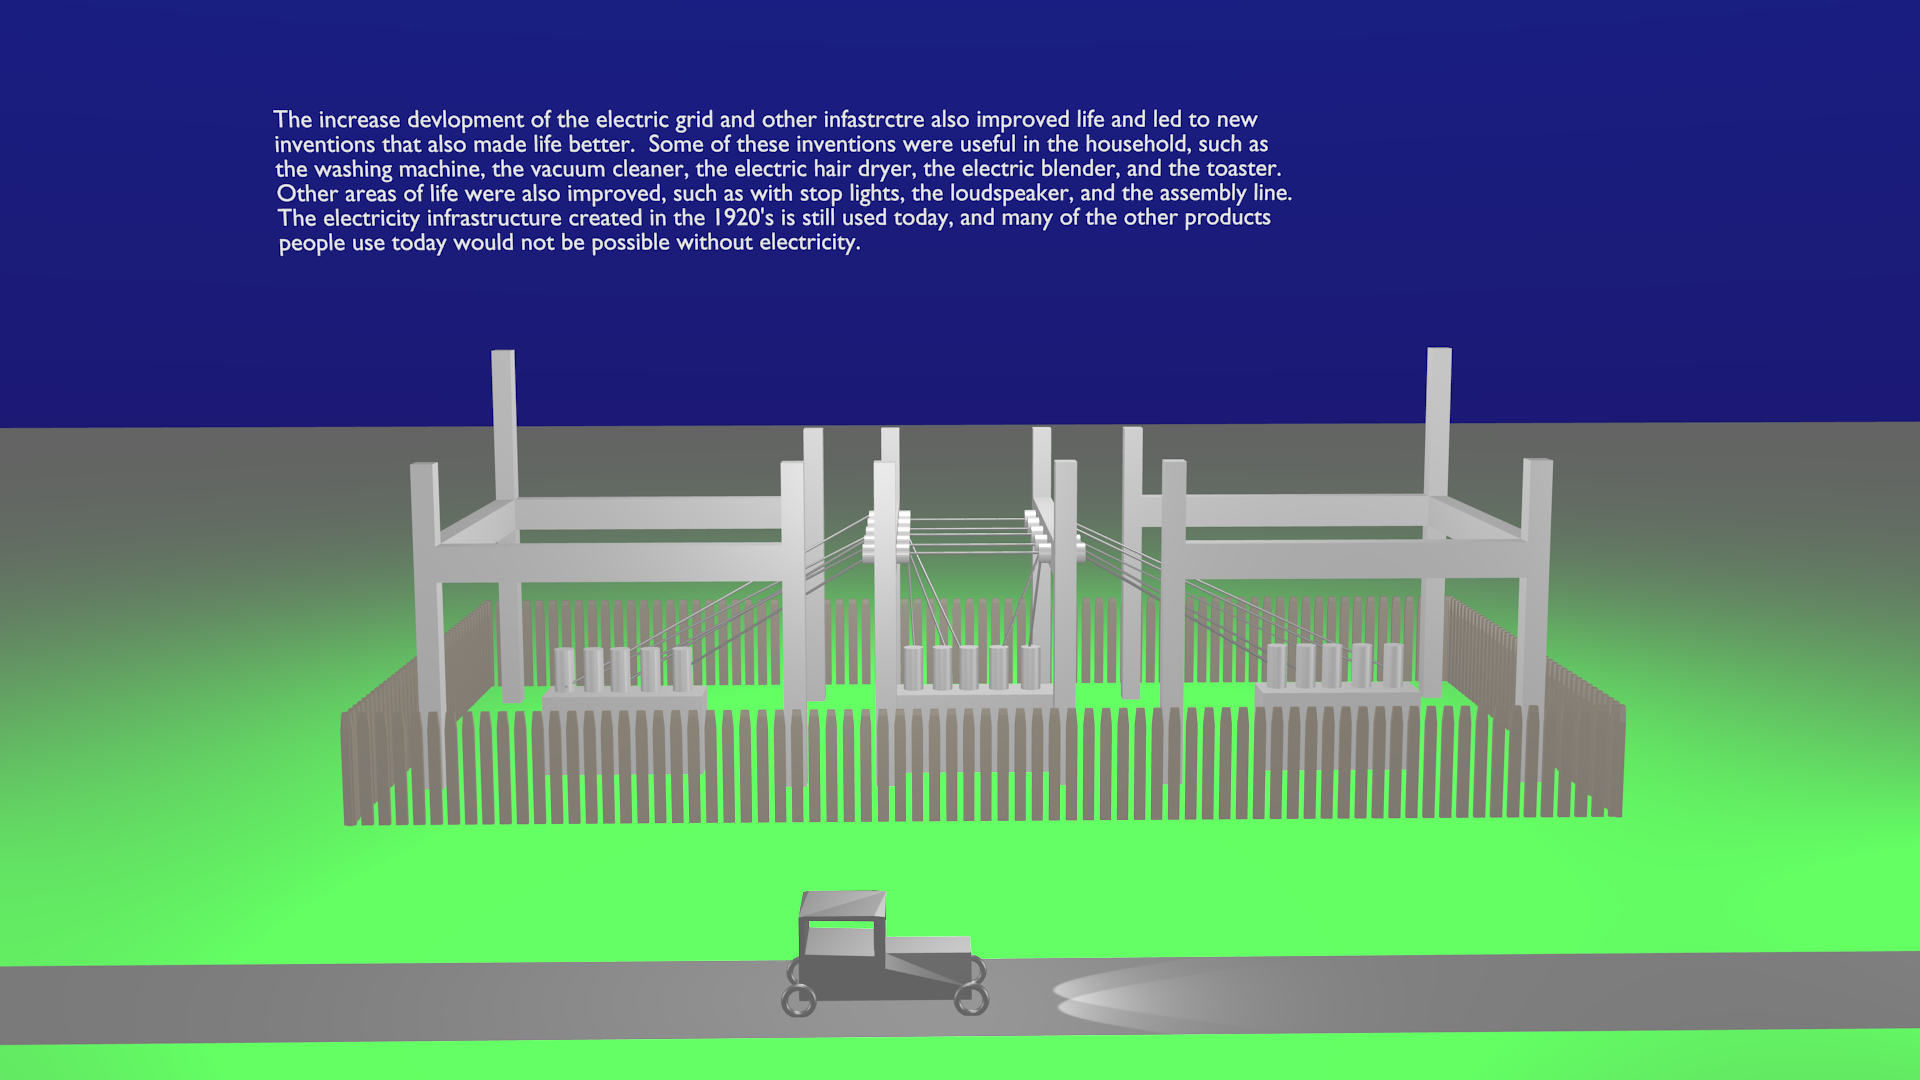 The increase devlopment of the electric grid and other infastrctre also improved life and led to new
inventions that also made life better.  Some of these inventions were useful in the household, such as
the washing machine, the vacuum cleaner, the electric hair dryer, the electric blender, and the toaster.
Other areas of life were also improved, such as with stop lights, the loudspeaker, and the assembly line.
The electricity infrastructure created in the 1920's is still used today, and many of the other products
people use today would not be possible without electricity.